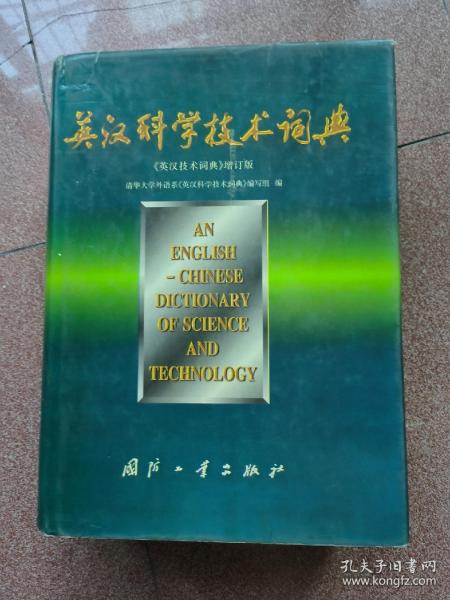 英汉科学技术词典
《英汉技术词典》增订版
清华大学外语系《英汉科学技术词典》编写组 编
AN
ENGLISH
– CHINESE
DICTIONARY
OF SCIENCE
AND
TECHNOLOGY
国防工业出版社
孔夫子旧书网
www.kongfz.com